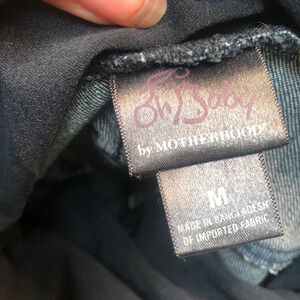 Oh Baby
by MOTHERHOOD®
M
MADE IN BANGLADESH
OF IMPORTED FABRIC